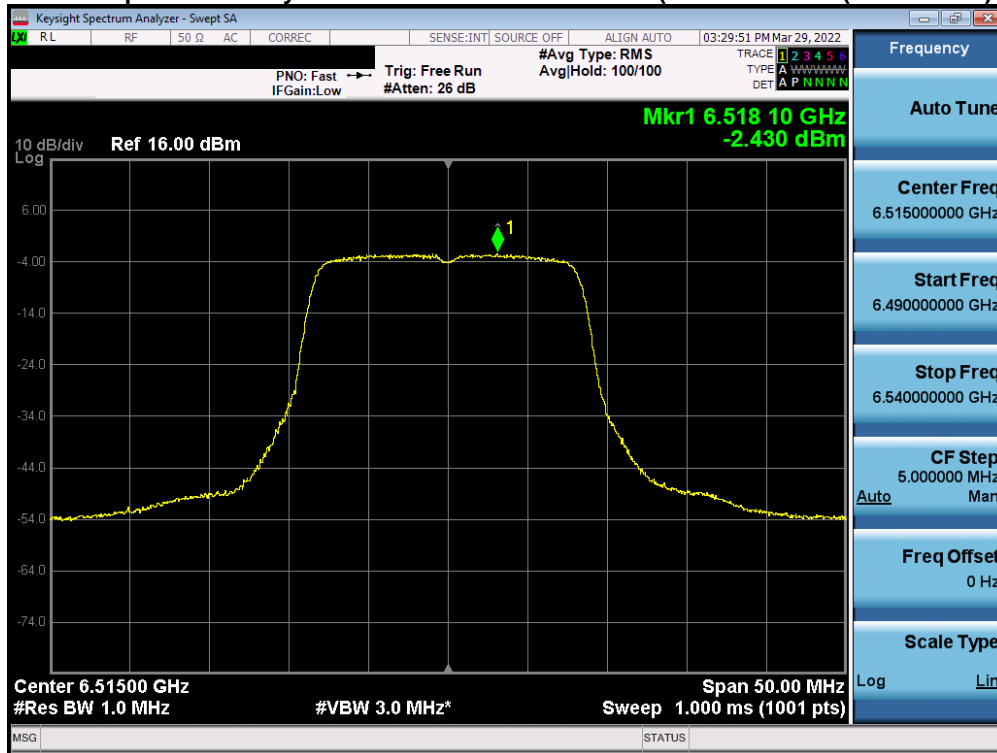 Keysight Spectrum Analyzer - Swept SA
LXI RL RF 50 Ω AC CORREC SENSE:INT SOURCE OFF ALIGN AUTO 03:29:51 PM Mar 29, 2022
PNO: Fast
IFGain:Low
Trig: Free Run
#Atten: 26 dB
#Avg Type: RMS
Avg|Hold: 100/100
TRACE 1 2 3 4 5 6
TYPE A WWWWW
DET A P N N N N
Mkr1 6.518 10 GHz
-2.430 dBm
10 dB/div Ref 16.00 dBm
Log
1
6.00
-4.00
-14.0
-24.0
-34.0
-44.0
-54.0
-64.0
-74.0
Center 6.51500 GHz Span 50.00 MHz
#Res BW 1.0 MHz #VBW 3.0 MHz* Sweep 1.000 ms (1001 pts)
MSG STATUS
Frequency
Auto Tune
Center Freq
6.515000000 GHz
Start Freq
6.490000000 GHz
Stop Freq
6.540000000 GHz
CF Step
5.000000 MHz
Auto Man
Freq Offset
0 Hz
Scale Type
Log Lin